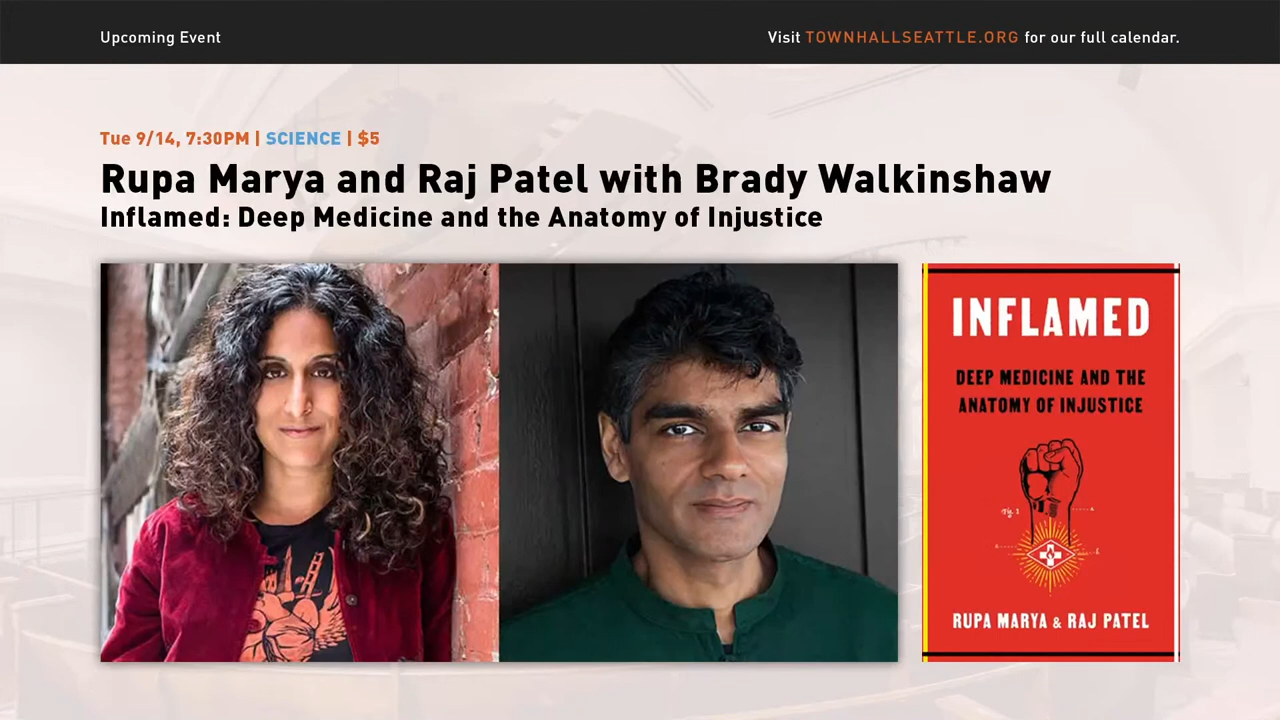 Upcoming Event
Visit TOWNHALLSEATTLE.ORG for our full calendar.
Tue 9/14, 7:30PM | SCIENCE | $5
Rupa Marya and Raj Patel with Brady Walkinshaw
Inflamed: Deep Medicine and the Anatomy of Injustice
INFLAMED
DEEP MEDICINE AND THE
ANATOMY OF INJUSTICE
RUPA MARYA & RAJ PATEL